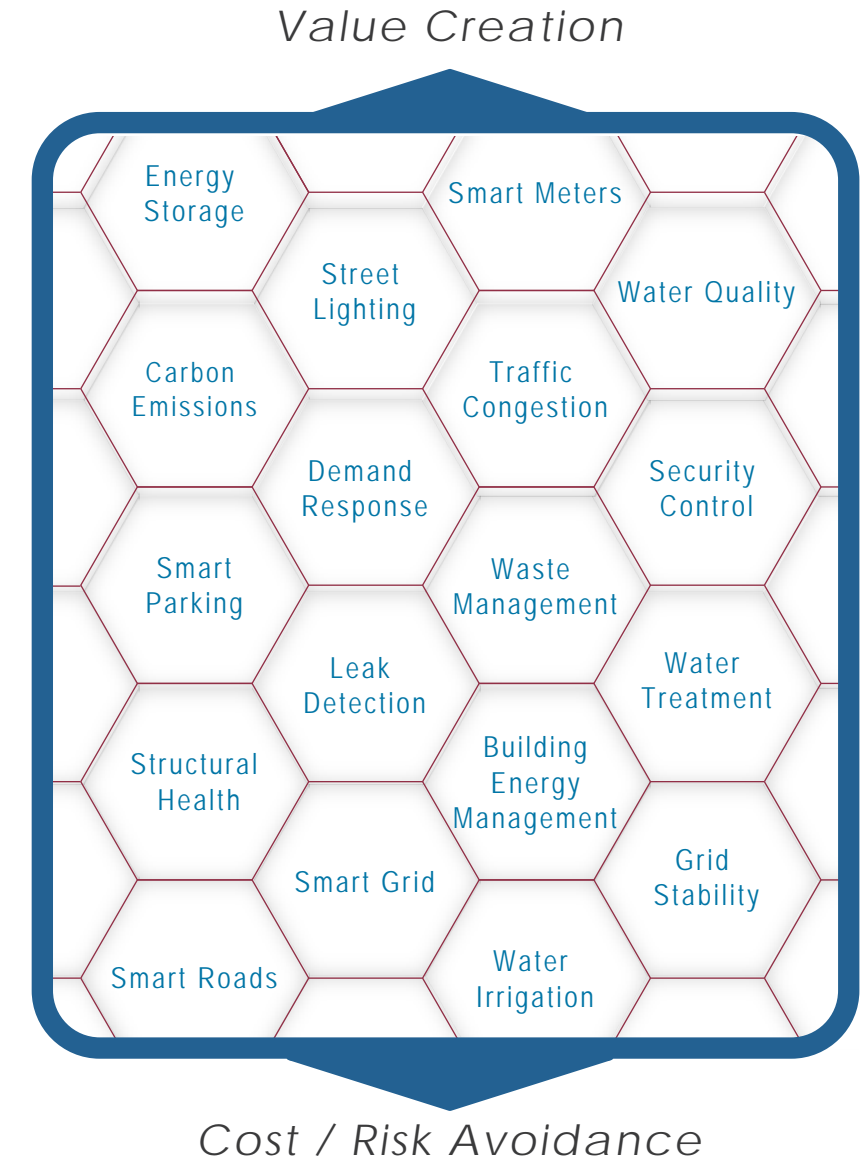 Value Creation
Energy
Storage
Smart Meters
Street
Lighting
Water Quality
Carbon
Emissions
Traffic
Congestion
Demand
Response
Security
Control
Smart
Parking
Waste
Management
Leak
Detection
Water
Treatment
Structural
Health
Building
Energy
Management
Smart Grid
Grid
Stability
Smart Roads
Water
Irrigation
Cost / Risk Avoidance